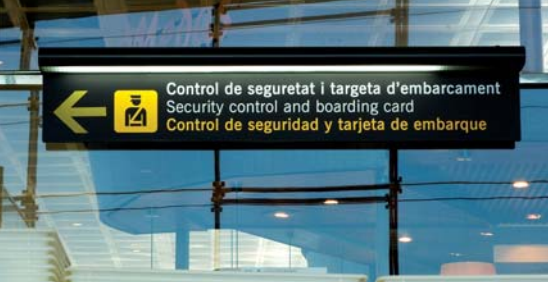 Control de seguretat i targeta d'embarcament
Security control and boarding card
Control de seguridad y tarjeta de embarque